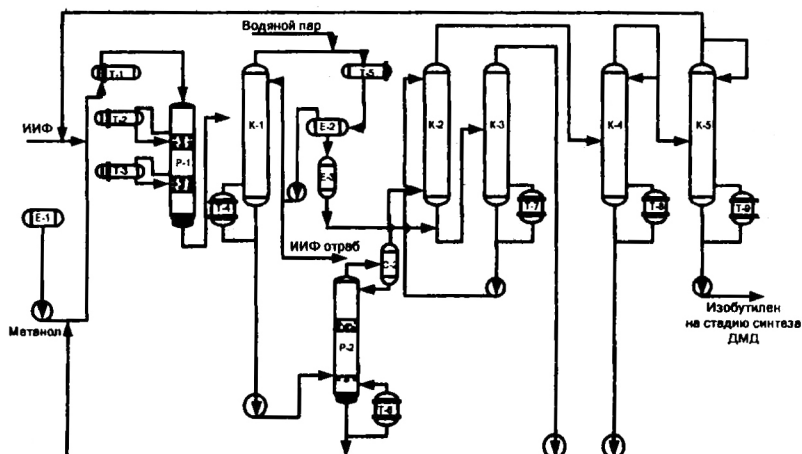 Водяной пар
Т-1
Т-5
Т-2
Е-2
К-1
К-2
К-3
К-4
К-5
ИИФ
Р-1
Т-3
Е-3
Т-4
Т-7
Т-8
Т-9
Е-1
ИИФ отраб
Метанол
Р-2
Т-6
Изобутилен
на стадию синтеза
ДМД